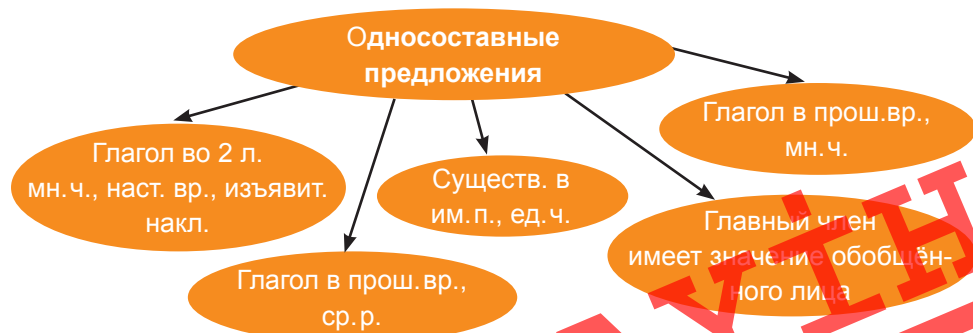 Односоставные
предложения
Глагол в прош.вр.,
мн.ч.
Глагол во 2 л.
мн.ч., наст. вр., изъявит.
накл.
Существ. в
им.п., ед.ч.
Главный член
имеет значение обобщён-
ного лица
Глагол в прош.вр.,
ср.р.